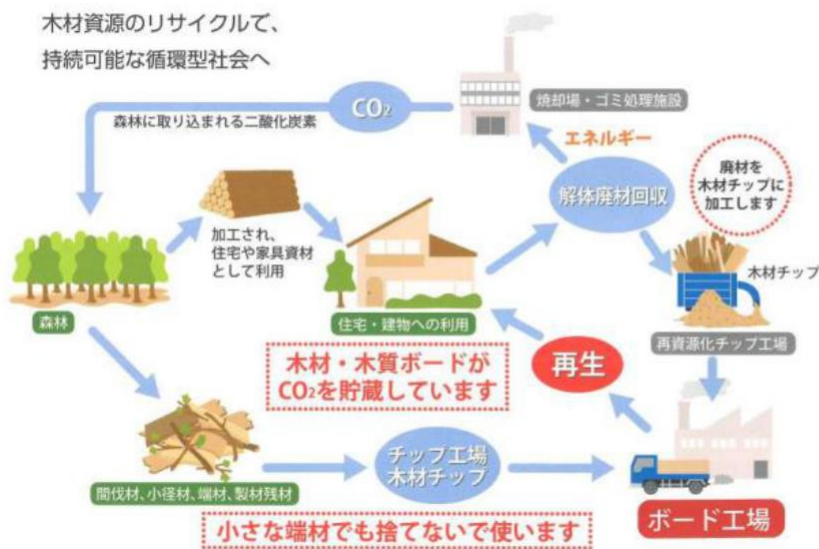 木材資源のリサイクルで、
持続可能な循環型社会へ
CO₂
焼却場・ゴミ処理施設
森林に取り込まれる二酸化炭素
エネルギー
解体廃材回収
廃材を
木材チップに
加工します
加工され、
住宅や家具資材
として利用
木材チップ
森林
住宅・建物への利用
再資源化チップ工場
木材・木質ボードが
CO₂を貯蔵しています
再生
チップ工場
木材チップ
間伐材、小径材、端材、製材残材
ボード工場
小さな端材でも捨てないで使います